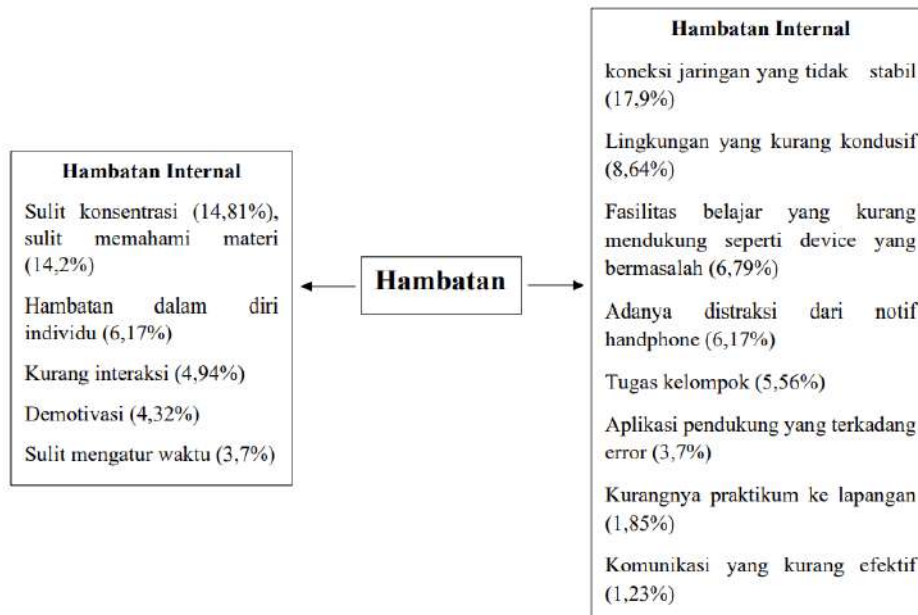 Hambatan Internal
Sulit konsentrasi (14,81%),
sulit memahami materi
(14,2%)
Hambatan dalam diri
individu (6,17%)
Kurang interaksi (4,94%)
Demotivasi (4,32%)
Sulit mengatur waktu (3,7%)
Hambatan
Hambatan Internal
koneksi jaringan yang tidak stabil
(17,9%)
Lingkungan yang kurang kondusif
(8,64%)
Fasilitas belajar yang kurang
mendukung seperti device yang
bermasalah (6,79%)
Adanya distraksi dari notif
handphone (6,17%)
Tugas kelompok (5,56%)
Aplikasi pendukung yang terkadang
error (3,7%)
Kurangnya praktikum ke lapangan
(1,85%)
Komunikasi yang kurang efektif
(1,23%)